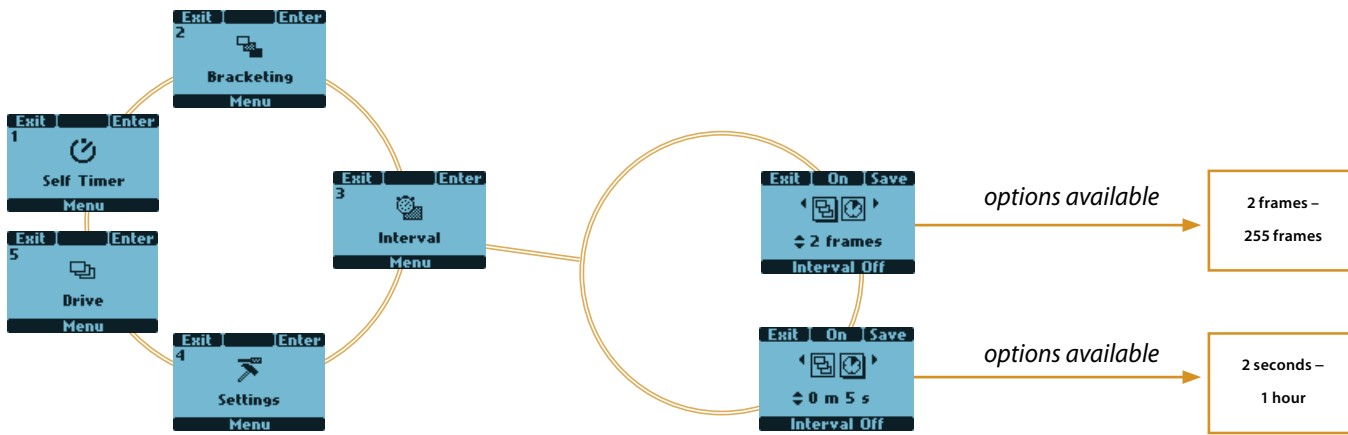 Exit Enter
2
Bracketing
Menu
Exit Enter
1
Self Timer
Menu
Exit Enter
3
Interval
Menu
Exit Enter
5
Drive
Menu
Exit Enter
4
Settings
Menu
Exit On Save
2 frames
Interval Off
options available
2 frames –
255 frames
Exit On Save
0 m 5 s
Interval Off
options available
2 seconds –
1 hour